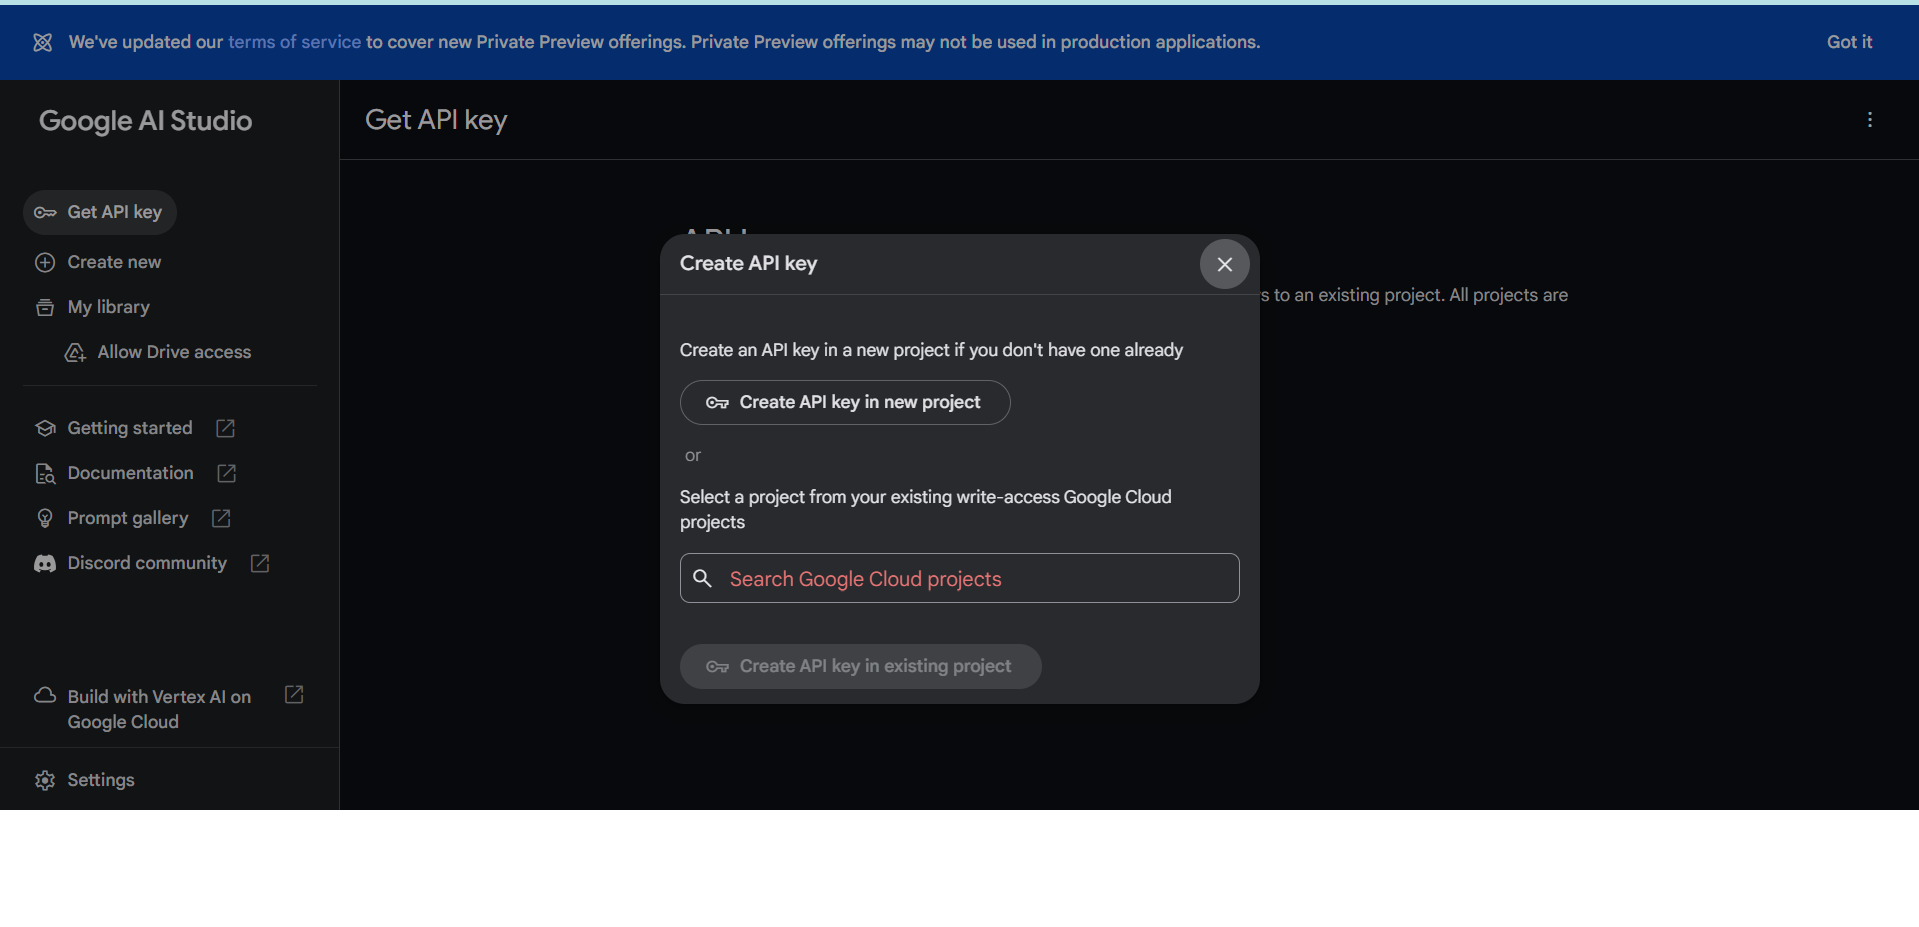 We've updated our terms of service to cover new Private Preview offerings. Private Preview offerings may not be used in production applications.
Got it
Google AI Studio
Get API key
Create new
My library
Allow Drive access
Getting started
Documentation
Prompt gallery
Discord community
Build with Vertex AI on
Google Cloud
Settings
Get API key
s to an existing project. All projects are
Create API key
Create an API key in a new project if you don't have one already
Create API key in new project
or
Select a project from your existing write-access Google Cloud
projects
Search Google Cloud projects
Create API key in existing project